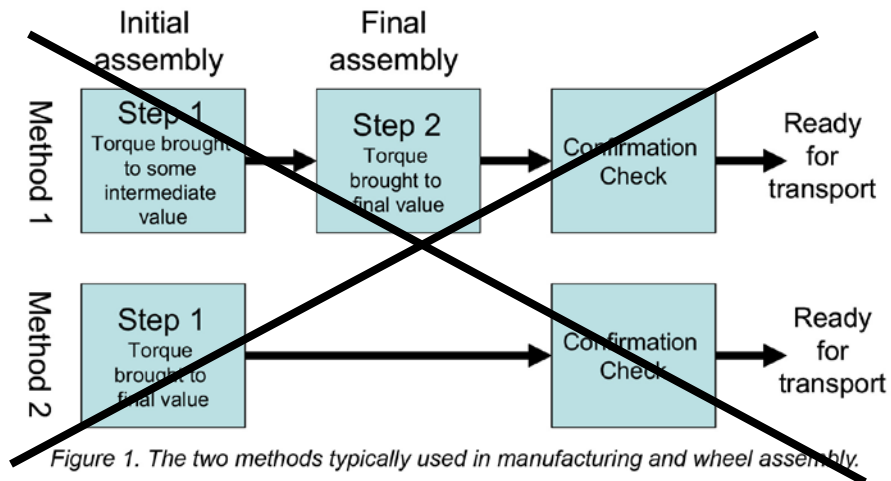 Initial
assembly
Final
assembly
Method 1
Step 1
Torque brought
to some
intermediate
value
Step 2
Torque
brought to
final value
Confirmation
Check
Ready
for
transport
Method 2
Step 1
Torque
brought to
final value
Confirmation
Check
Ready
for
transport
Figure 1. The two methods typically used in manufacturing and wheel assembly.